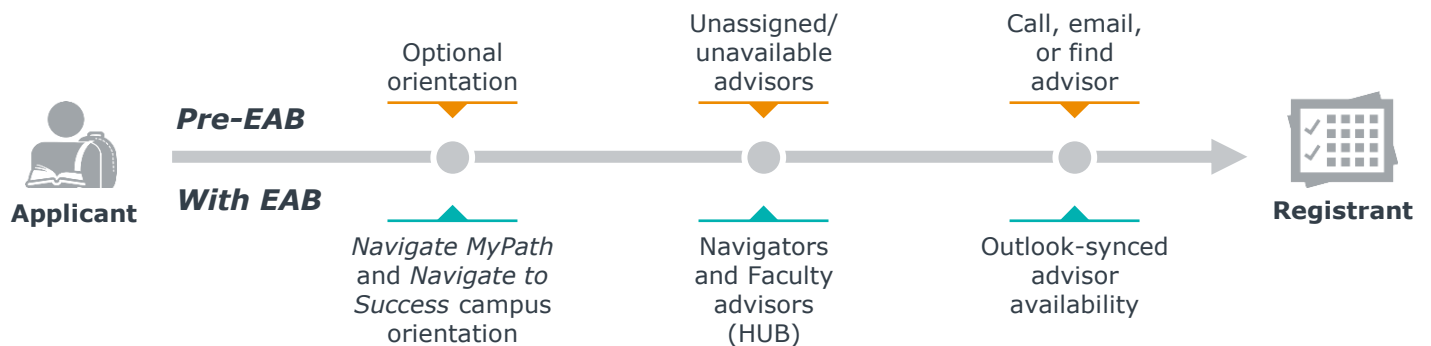 Optional
orientation
Unassigned/
unavailable
advisors
Call, email,
or find
advisor
Pre-EAB
With EAB
Applicant
Registrant
Navigate MyPath
and Navigate to
Success campus
orientation
Navigators
and Faculty
advisors
(HUB)
Outlook-synced
advisor
availability